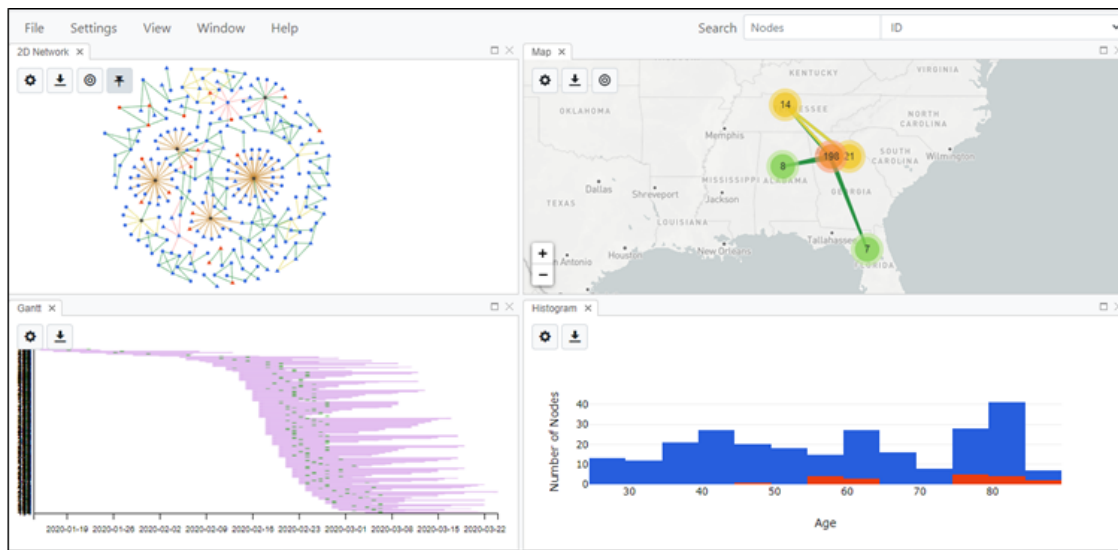 File Settings View Window Help Search Nodes ID
2D Network
Map
KENTUCKY
VIRGINIA
OKLAHOMA
14
ESSEE
NORTH
CAROLINA
Memphis
198
21
SOUTH
CAROLINA
Wilmington
8
MISSISSIPPI
ALABAMA
GEORGIA
Dallas
Shreveport
Jackson
TEXAS
LOUISIANA
Tallahassee
7
FLORIDA
Houston
New Orleans
n Antonio
+
−
Gantt
Histogram
2020-01-19 2020-01-26 2020-02-02 2020-02-09 2020-02-16 2020-02-23 2020-03-01 2020-03-08 2020-03-15 2020-03-22
Number of Nodes
40
30
20
10
0
30 40 50 60 70 80
Age